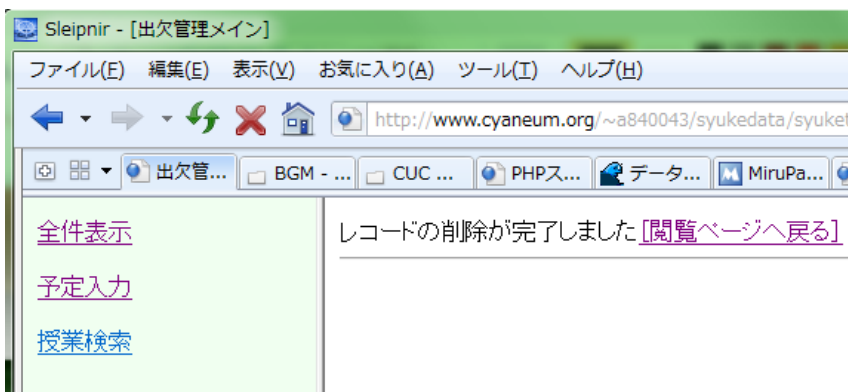 Sleipnir - [出欠管理メイン]
ファイル(F) 編集(E) 表示(V) お気に入り(A) ツール(T) ヘルプ(H)
http://www.cyaneum.org/~a840043/syukedata/syuket
出欠管... BGM - ... CUC ... PHPス... データ... MiruPa...
全件表示
レコードの削除が完了しました [閲覧ページへ戻る]
予定入力
授業検索